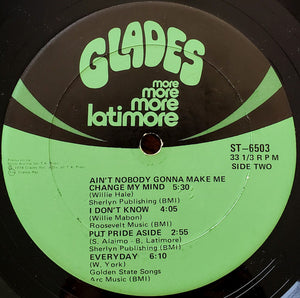 GLADES
more
more
more
latimore
ST-6503
33 1/3 RPM
SIDE TWO
AIN'T NOBODY GONNA MAKE ME
CHANGE MY MIND 5:30
(Willie Hale)
Sherlyn Publishing (BMI)
I DON'T KNOW 4:05
(Willie Mabon)
Roosevelt Music (BMI)
PUT PRIDE ASIDE 2:55
(S. Alaimo - B. Latimore)
Sherlyn Publishing (BMI)
EVERYDAY 6:10
(W. York)
Golden State Songs
Arc Music (BMI)